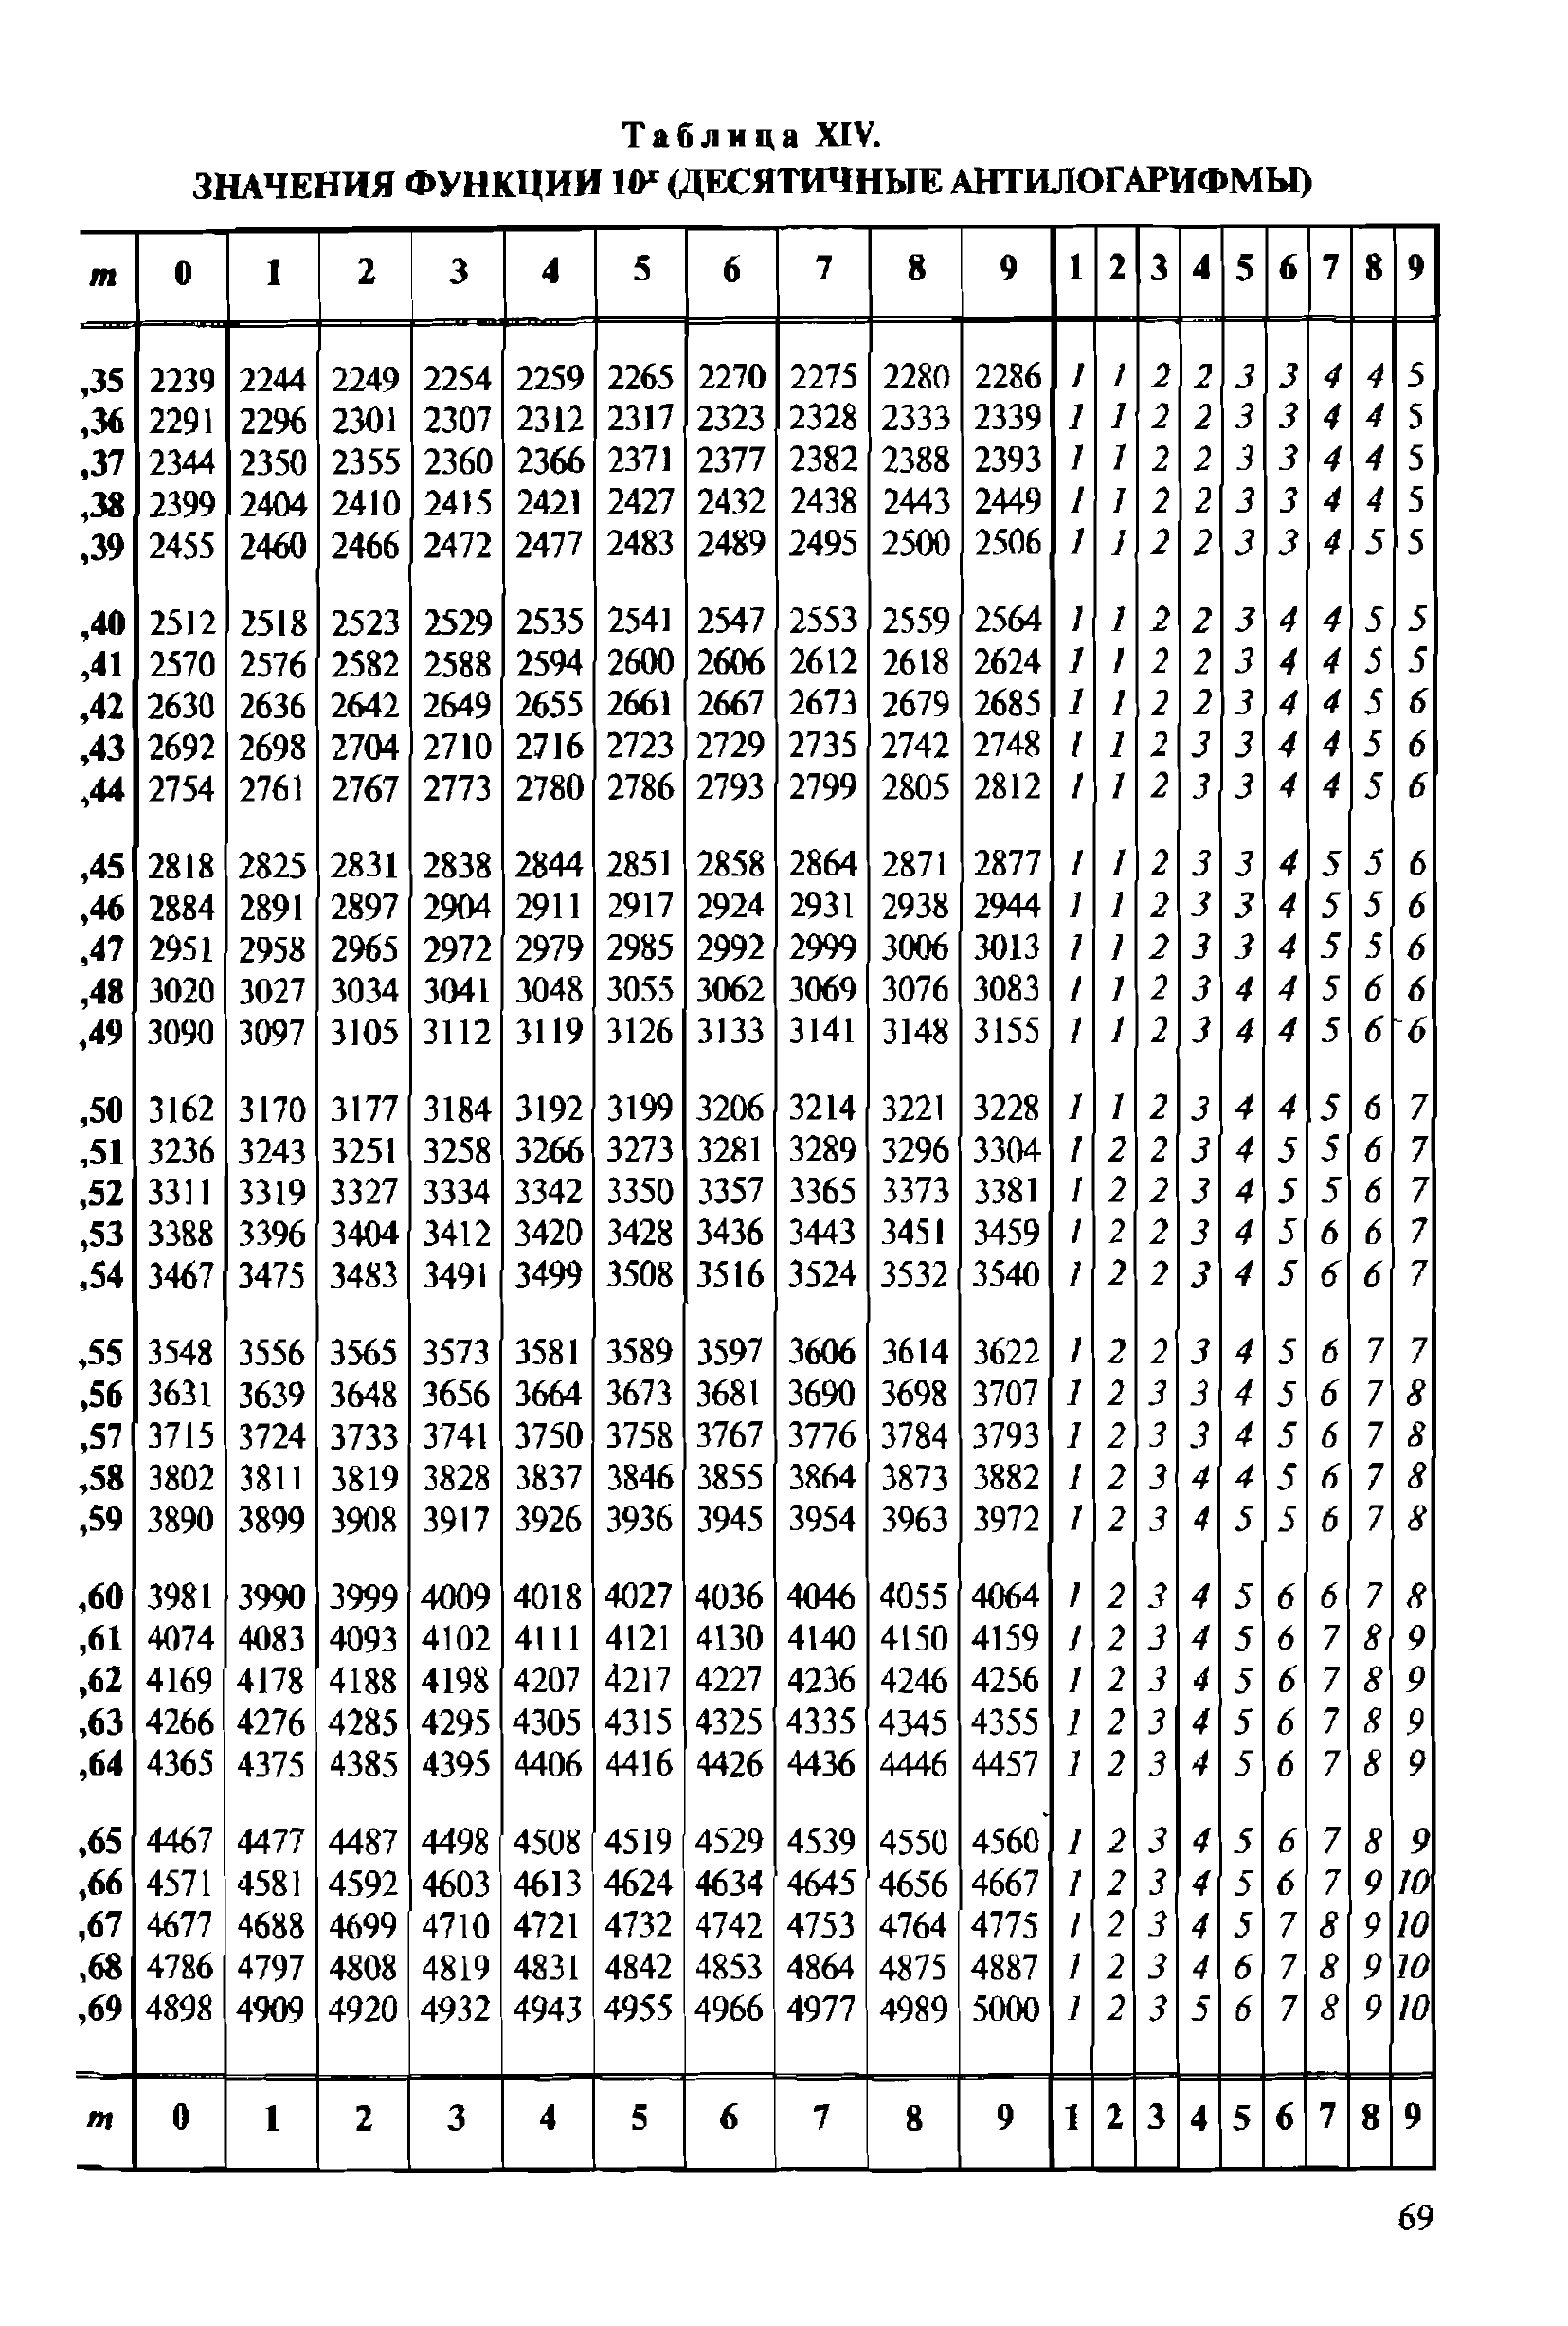 Таблица XIV.
ЗНАЧЕНИЯ ФУНКЦИИ 10ˣ (ДЕСЯТИЧНЫЕ АНТИЛОГАРИФМЫ)
m 0 1 2 3 4 5 6 7 8 9 1 2 3 4 5 6 7 8 9
,35 2239 2244 2249 2254 2259 2265 2270 2275 2280 2286 1 1 2 2 3 3 4 4 5
,36 2291 2296 2301 2307 2312 2317 2323 2328 2333 2339 1 1 2 2 3 3 4 4 5
,37 2344 2350 2355 2360 2366 2371 2377 2382 2388 2393 1 1 2 2 3 3 4 4 5
,38 2399 2404 2410 2415 2421 2427 2432 2438 2443 2449 1 1 2 2 3 3 4 4 5
,39 2455 2460 2466 2472 2477 2483 2489 2495 2500 2506 1 1 2 2 3 3 4 5 5
,40 2512 2518 2523 2529 2535 2541 2547 2553 2559 2564 1 1 2 2 3 4 4 5 5
,41 2570 2576 2582 2588 2594 2600 2606 2612 2618 2624 1 1 2 2 3 4 4 5 5
,42 2630 2636 2642 2649 2655 2661 2667 2673 2679 2685 1 1 2 2 3 4 4 5 6
,43 2692 2698 2704 2710 2716 2723 2729 2735 2742 2748 1 1 2 3 3 4 4 5 6
,44 2754 2761 2767 2773 2780 2786 2793 2799 2805 2812 1 1 2 3 3 4 4 5 6
,45 2818 2825 2831 2838 2844 2851 2858 2864 2871 2877 1 1 2 3 3 4 5 5 6
,46 2884 2891 2897 2904 2911 2917 2924 2931 2938 2944 1 1 2 3 3 4 5 5 6
,47 2951 2958 2965 2972 2979 2985 2992 2999 3006 3013 1 1 2 3 3 4 5 5 6
,48 3020 3027 3034 3041 3048 3055 3062 3069 3076 3083 1 1 2 3 4 4 5 6 6
,49 3090 3097 3105 3112 3119 3126 3133 3141 3148 3155 1 1 2 3 4 4 5 6 6
,50 3162 3170 3177 3184 3192 3199 3206 3214 3221 3228 1 1 2 3 4 4 5 6 7
,51 3236 3243 3251 3258 3266 3273 3281 3289 3296 3304 1 2 2 3 4 5 5 6 7
,52 3311 3319 3327 3334 3342 3350 3357 3365 3373 3381 1 2 2 3 4 5 5 6 7
,53 3388 3396 3404 3412 3420 3428 3436 3443 3451 3459 1 2 2 3 4 5 6 6 7
,54 3467 3475 3483 3491 3499 3508 3516 3524 3532 3540 1 2 2 3 4 5 6 6 7
,55 3548 3556 3565 3573 3581 3589 3597 3606 3614 3622 1 2 2 3 4 5 6 7 7
,56 3631 3639 3648 3656 3664 3673 3681 3690 3698 3707 1 2 3 3 4 5 6 7 8
,57 3715 3724 3733 3741 3750 3758 3767 3776 3784 3793 1 2 3 3 4 5 6 7 8
,58 3802 3811 3819 3828 3837 3846 3855 3864 3873 3882 1 2 3 4 4 5 6 7 8
,59 3890 3899 3908 3917 3926 3936 3945 3954 3963 3972 1 2 3 4 5 5 6 7 8
,60 3981 3990 3999 4009 4018 4027 4036 4046 4055 4064 1 2 3 4 5 6 6 7 8
,61 4074 4083 4093 4102 4111 4121 4130 4140 4150 4159 1 2 3 4 5 6 7 8 9
,62 4169 4178 4188 4198 4207 4217 4227 4236 4246 4256 1 2 3 4 5 6 7 8 9
,63 4266 4276 4285 4295 4305 4315 4325 4335 4345 4355 1 2 3 4 5 6 7 8 9
,64 4365 4375 4385 4395 4406 4416 4426 4436 4446 4457 1 2 3 4 5 6 7 8 9
,65 4467 4477 4487 4498 4508 4519 4529 4539 4550 4560 1 2 3 4 5 6 7 8 9
,66 4571 4581 4592 4603 4613 4624 4634 4645 4656 4667 1 2 3 4 5 6 7 9 10
,67 4677 4688 4699 4710 4721 4732 4742 4753 4764 4775 1 2 3 4 5 7 8 9 10
,68 4786 4797 4808 4819 4831 4842 4853 4864 4875 4887 1 2 3 4 6 7 8 9 10
,69 4898 4909 4920 4932 4943 4955 4966 4977 4989 5000 1 2 3 5 6 7 8 9 10
m 0 1 2 3 4 5 6 7 8 9 1 2 3 4 5 6 7 8 9
69